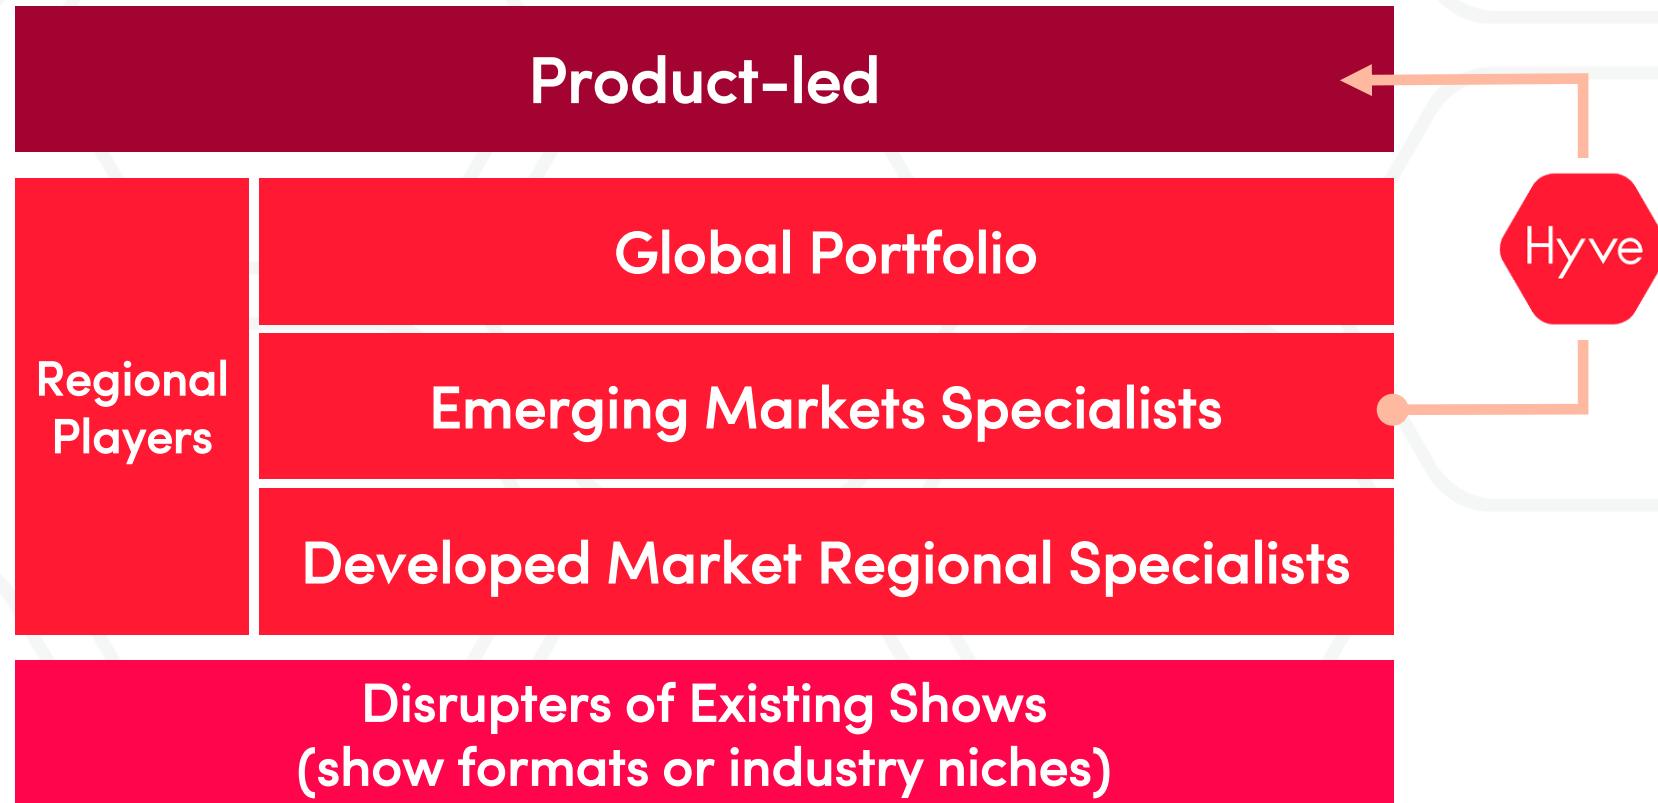 Product-led
Global Portfolio
Hyve
Regional
Players
Emerging Markets Specialists
Developed Market Regional Specialists
Disrupters of Existing Shows
(show formats or industry niches)